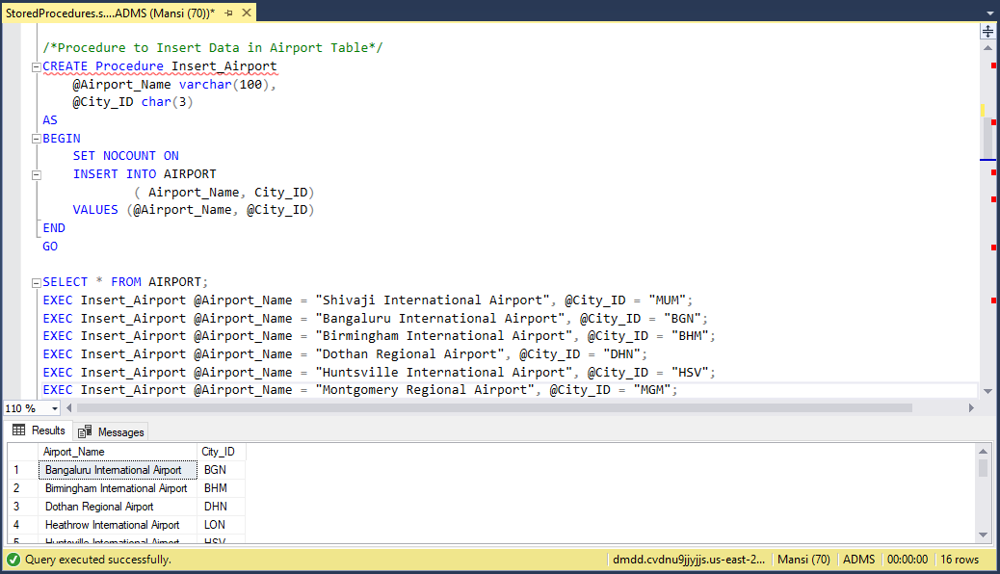 StoredProcedures.s....ADMS (Mansi (70))*
/*Procedure to Insert Data in Airport Table*/
CREATE Procedure Insert_Airport
@Airport_Name varchar(100),
@City_ID char(3)
AS
BEGIN
SET NOCOUNT ON
INSERT INTO AIRPORT
( Airport_Name, City_ID)
VALUES (@Airport_Name, @City_ID)
END
GO
SELECT * FROM AIRPORT;
EXEC Insert_Airport @Airport_Name = "Shivaji International Airport", @City_ID = "MUM";
EXEC Insert_Airport @Airport_Name = "Bangaluru International Airport", @City_ID = "BGN";
EXEC Insert_Airport @Airport_Name = "Birmingham International Airport", @City_ID = "BHM";
EXEC Insert_Airport @Airport_Name = "Dothan Regional Airport", @City_ID = "DHN";
EXEC Insert_Airport @Airport_Name = "Huntsville International Airport", @City_ID = "HSV";
EXEC Insert_Airport @Airport_Name = "Montgomery Regional Airport", @City_ID = "MGM";
110 %
Results Messages
Airport_Name City_ID
1 Bangaluru International Airport BGN
2 Birmingham International Airport BHM
3 Dothan Regional Airport DHN
4 Heathrow International Airport LON
5 Huntsville International Airport HSV
Query executed successfully. dmdd.cvdnu9jjyjjs.us-east-2... Mansi (70) ADMS 00:00:00 16 rows